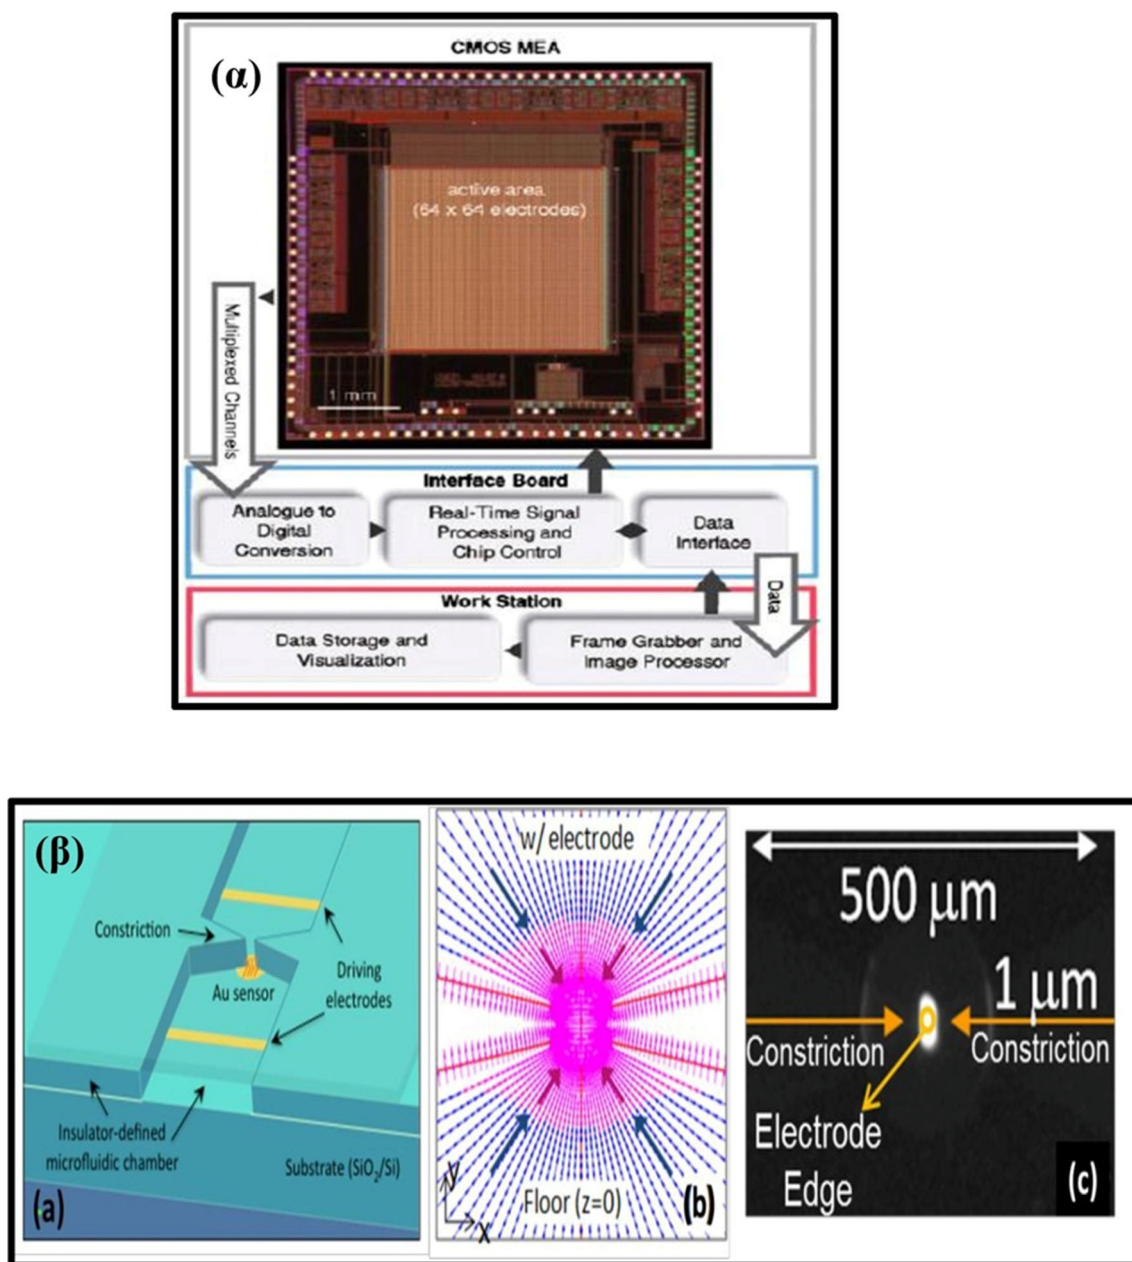 CMOS MEA
(α)
active area
(64 x 64 electrodes)
1 mm
Multiplexed Channels
Interface Board
Analogue to
Digital
Conversion
Real-Time Signal
Processing and
Chip Control
Data
Interface
Data
Work Station
Data Storage and
Visualization
Frame Grabber and
Image Processor
(β)
Constriction
Au sensor
Driving
electrodes
Insulator-defined
microfluidic chamber
Substrate (SiO₂/Si)
(a)
w/ electrode
y
x
Floor (z=0)
(b)
500 μm
1 μm
Constriction
Constriction
Electrode
Edge
(c)